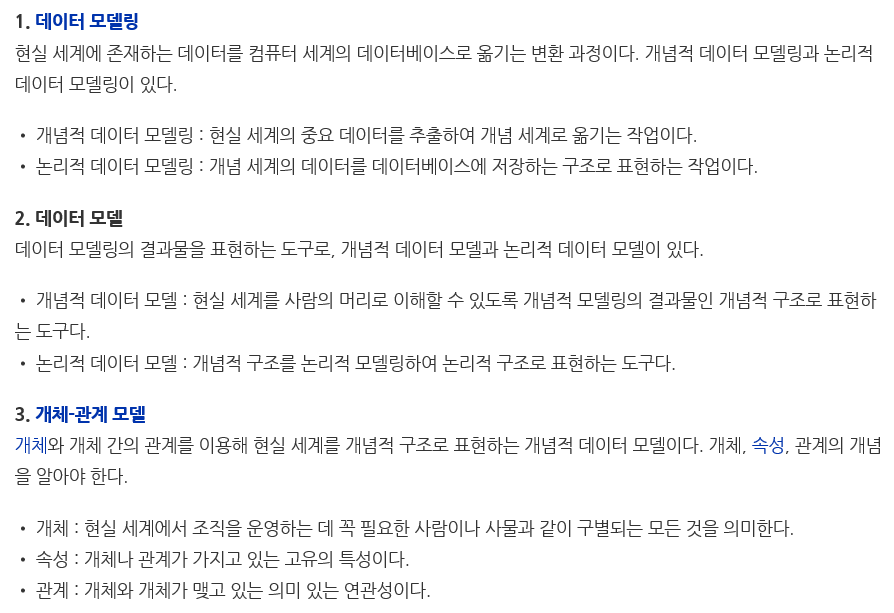 1. 데이터 모델링
현실 세계에 존재하는 데이터를 컴퓨터 세계의 데이터베이스로 옮기는 변환 과정이다. 개념적 데이터 모델링과 논리적
데이터 모델링이 있다.
• 개념적 데이터 모델링 : 현실 세계의 중요 데이터를 추출하여 개념 세계로 옮기는 작업이다.
• 논리적 데이터 모델링 : 개념 세계의 데이터를 데이터베이스에 저장하는 구조로 표현하는 작업이다.
2. 데이터 모델
데이터 모델링의 결과물을 표현하는 도구로, 개념적 데이터 모델과 논리적 데이터 모델이 있다.
• 개념적 데이터 모델 : 현실 세계를 사람의 머리로 이해할 수 있도록 개념적 모델링의 결과물인 개념적 구조로 표현하
는 도구다.
• 논리적 데이터 모델 : 개념적 구조를 논리적 모델링하여 논리적 구조로 표현하는 도구다.
3. 개체-관계 모델
개체와 개체 간의 관계를 이용해 현실 세계를 개념적 구조로 표현하는 개념적 데이터 모델이다. 개체, 속성, 관계의 개념
을 알아야 한다.
• 개체 : 현실 세계에서 조직을 운영하는 데 꼭 필요한 사람이나 사물과 같이 구별되는 모든 것을 의미한다.
• 속성 : 개체나 관계가 가지고 있는 고유의 특성이다.
• 관계 : 개체와 개체가 맺고 있는 의미 있는 연관성이다.